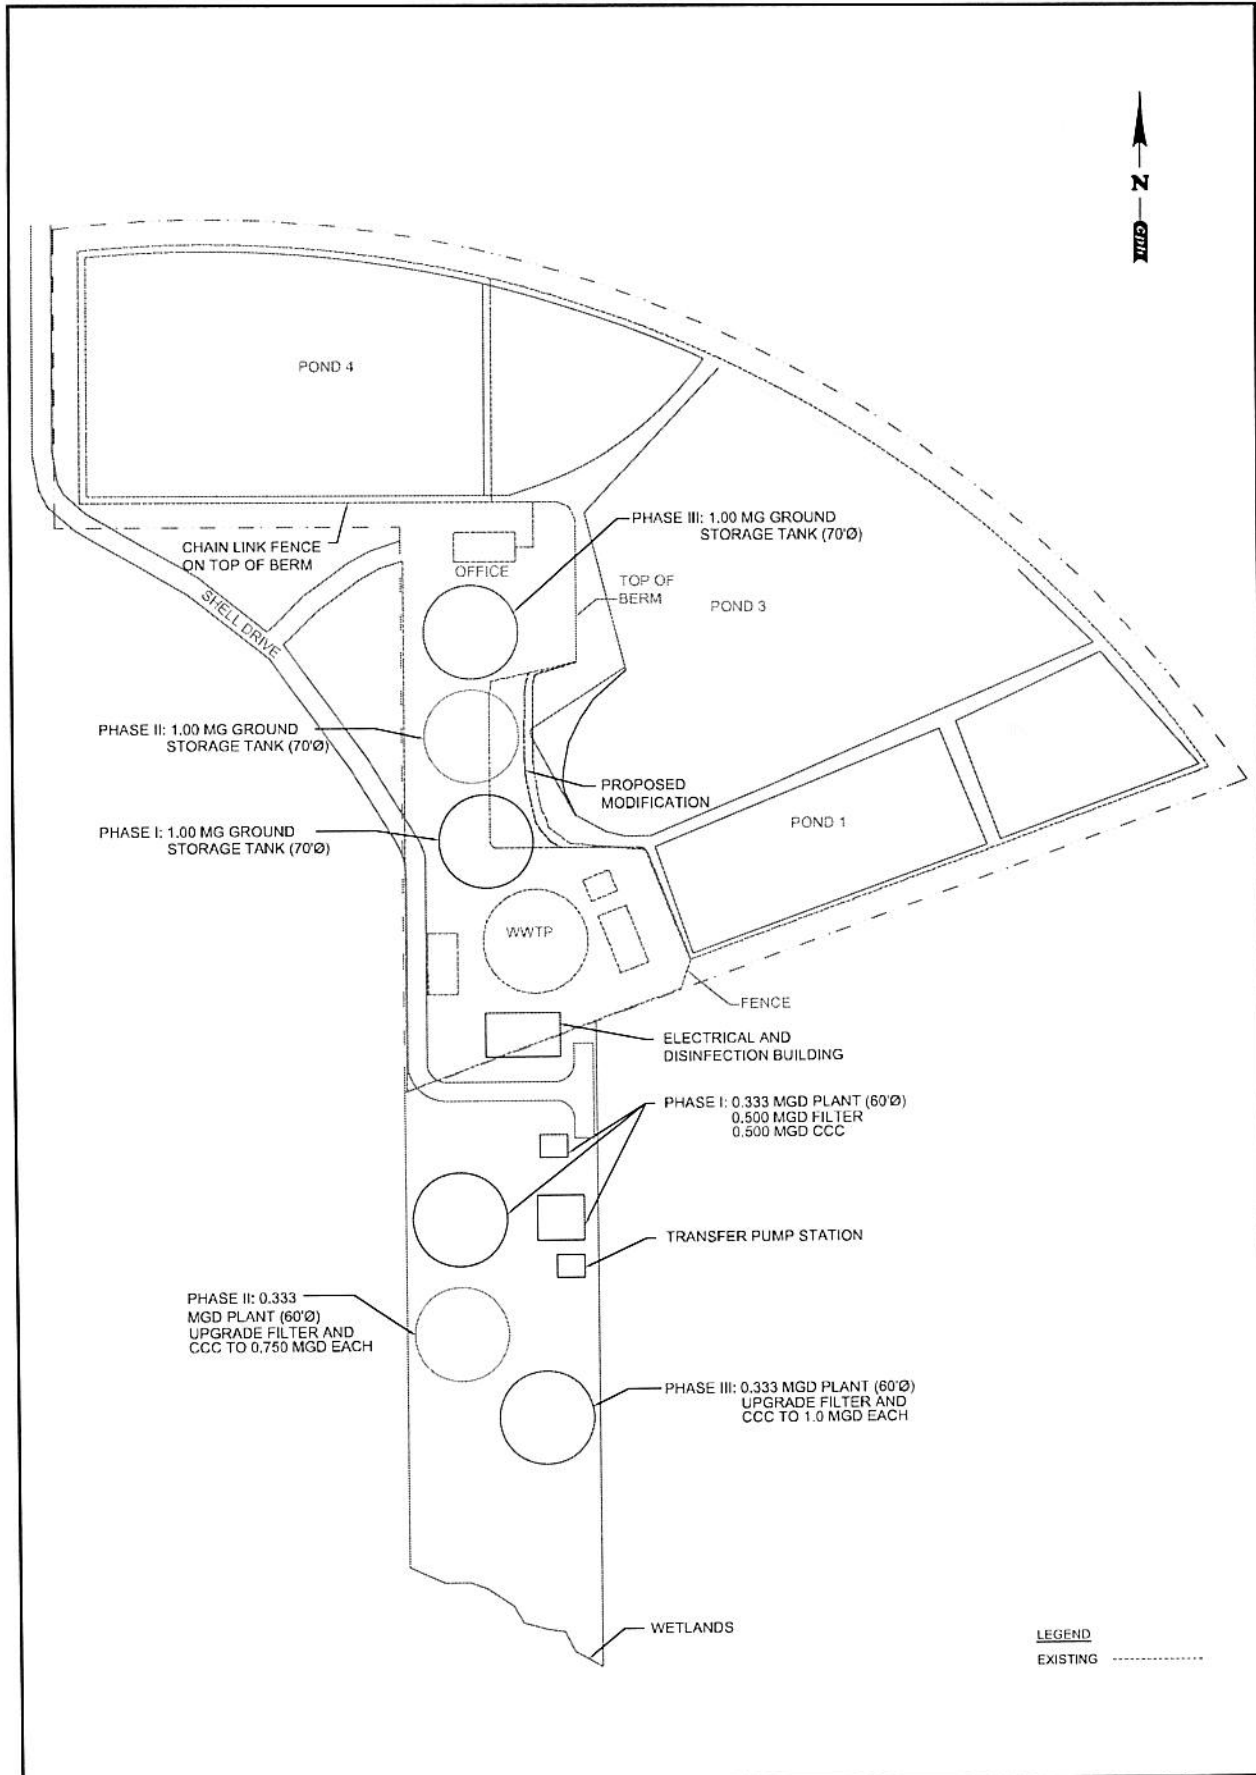 N
cph
POND 4
PHASE III: 1.00 MG GROUND
STORAGE TANK (70'Ø)
CHAIN LINK FENCE
ON TOP OF BERM
OFFICE
TOP OF
BERM
POND 3
SHELL DRIVE
PHASE II: 1.00 MG GROUND
STORAGE TANK (70'Ø)
PROPOSED
MODIFICATION
PHASE I: 1.00 MG GROUND
STORAGE TANK (70'Ø)
POND 1
WWTP
FENCE
ELECTRICAL AND
DISINFECTION BUILDING
PHASE I: 0.333 MGD PLANT (60'Ø)
0.500 MGD FILTER
0.500 MGD CCC
TRANSFER PUMP STATION
PHASE II: 0.333
MGD PLANT (60'Ø)
UPGRADE FILTER AND
CCC TO 0.750 MGD EACH
PHASE III: 0.333 MGD PLANT (60'Ø)
UPGRADE FILTER AND
CCC TO 1.0 MGD EACH
WETLANDS
LEGEND
EXISTING